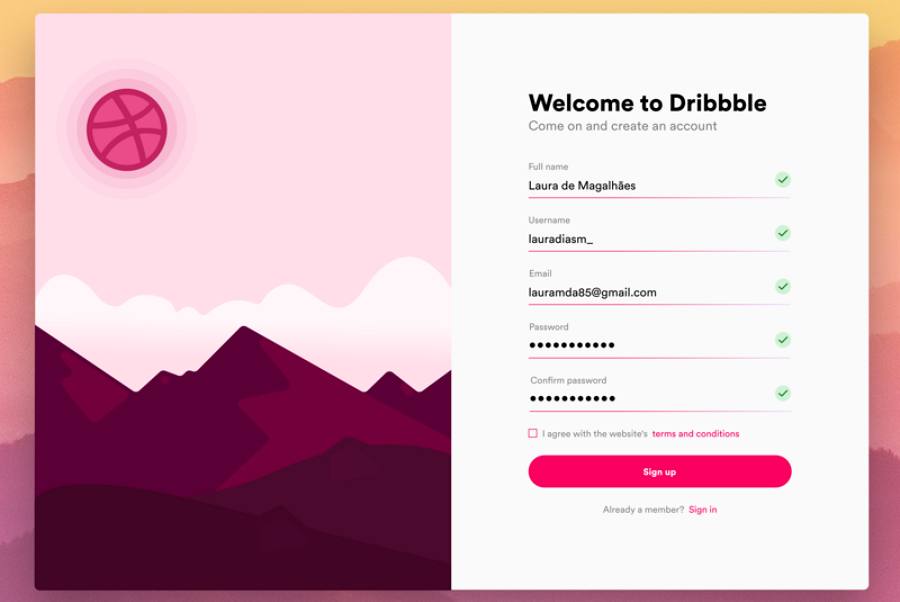 Welcome to Dribbble
Come on and create an account
Full name
Laura de Magalhães
Username
lauradiasm_
Email
lauramda85@gmail.com
Password
•••••••••••
Confirm password
•••••••••••
I agree with the website's terms and conditions
Sign up
Already a member? Sign in